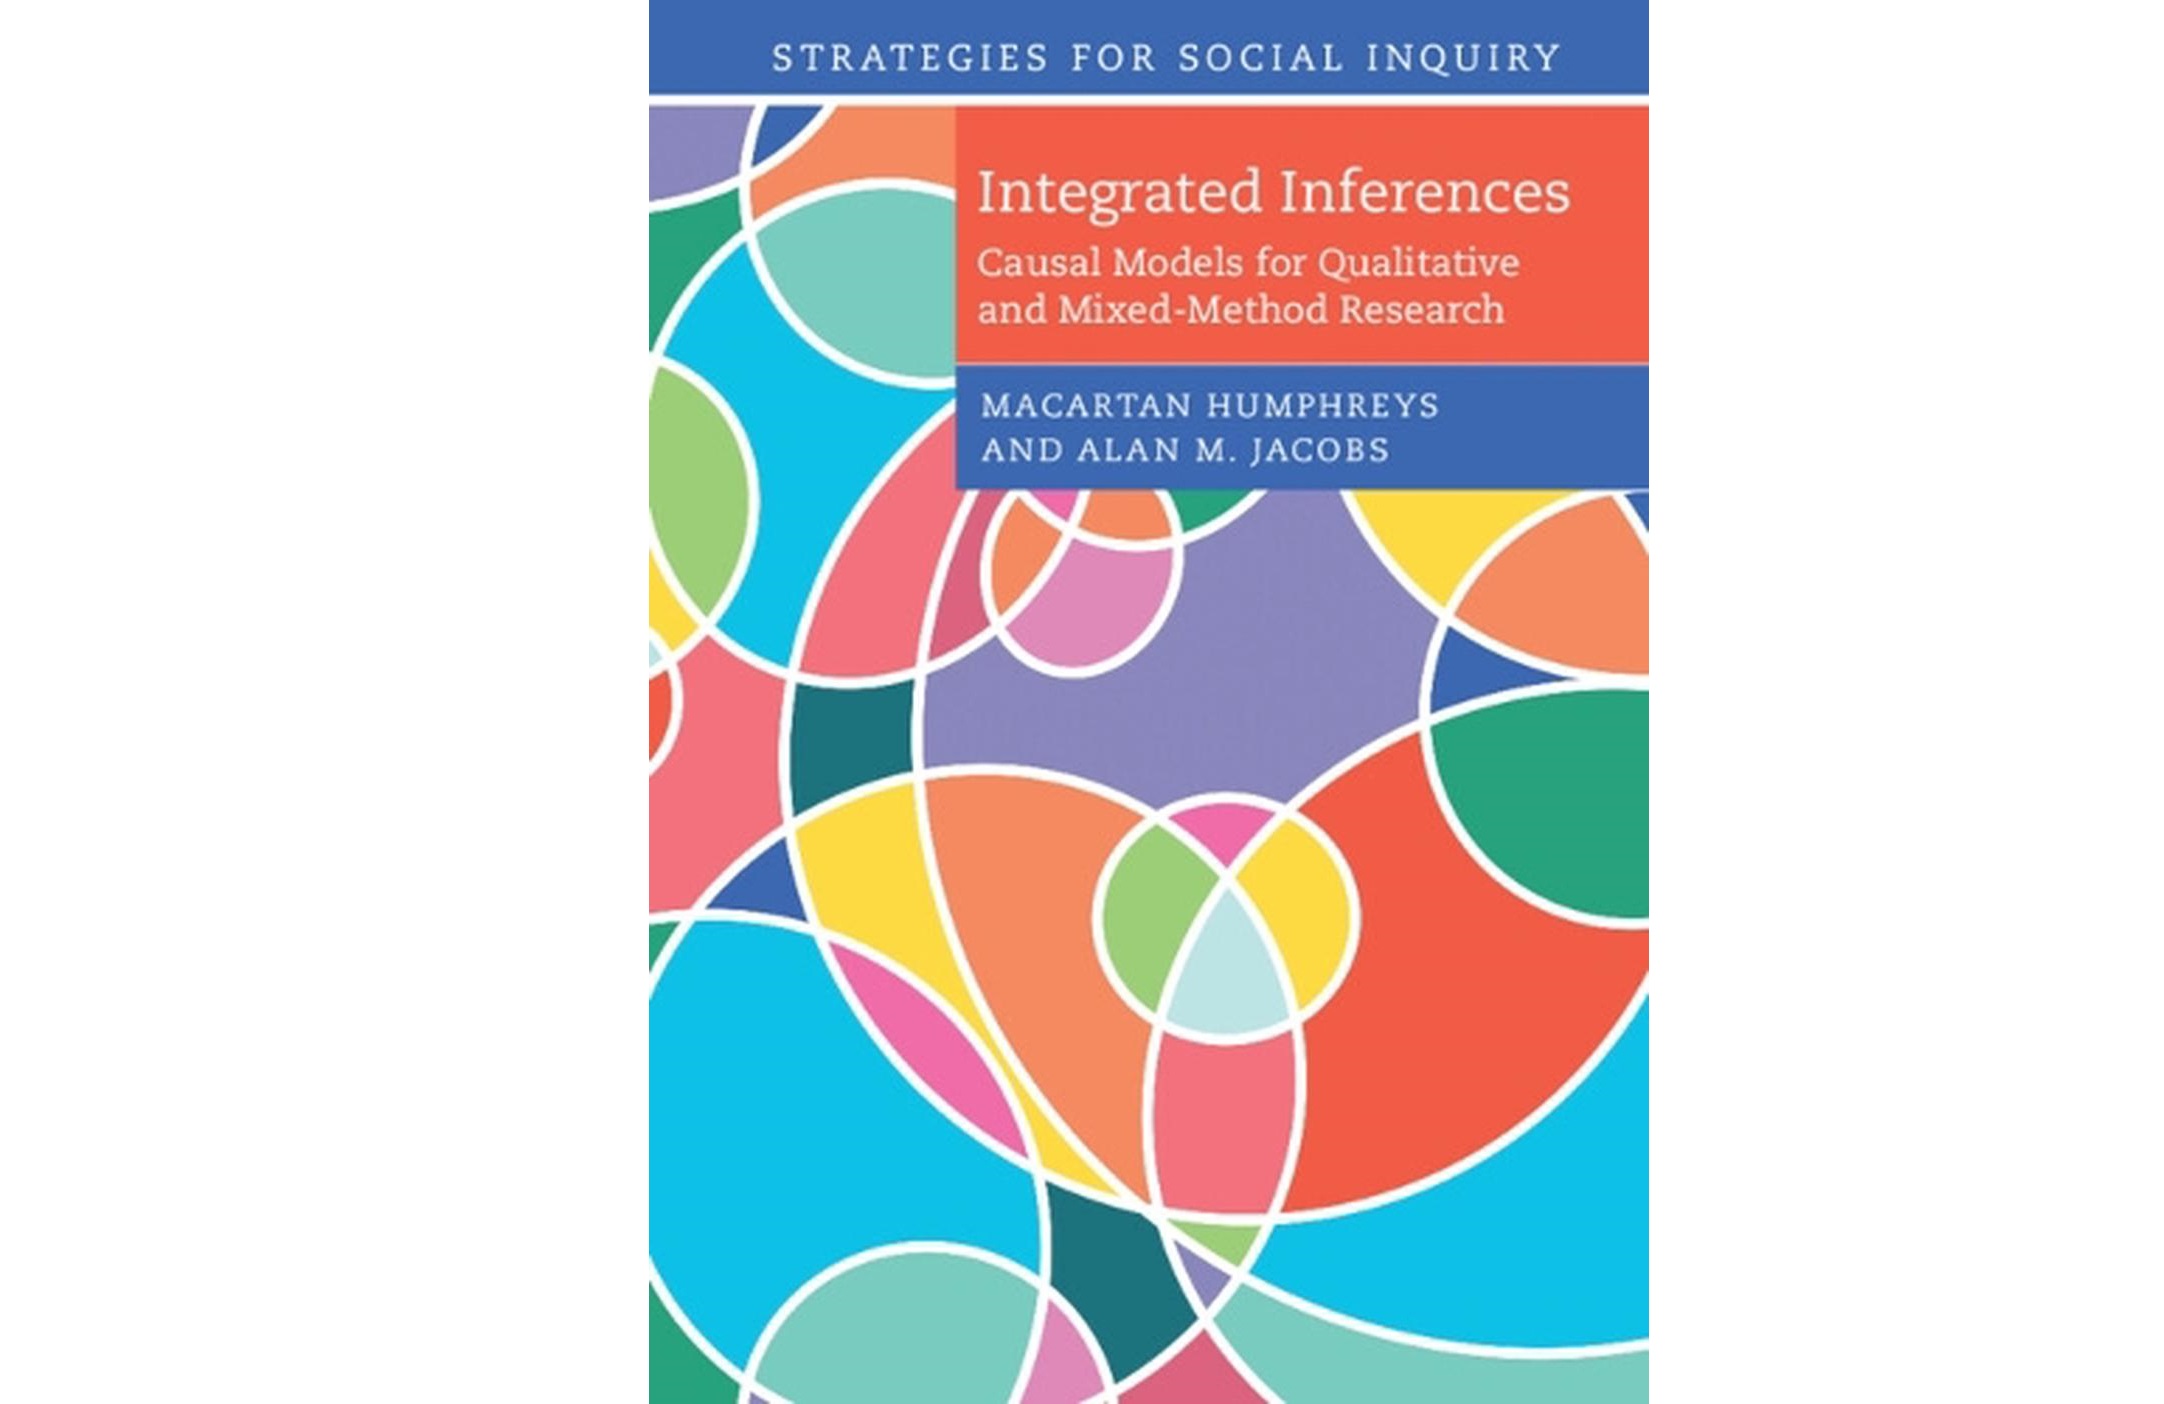 STRATEGIES FOR SOCIAL INQUIRY
Integrated Inferences
Causal Models for Qualitative
and Mixed-Method Research
MACARTAN HUMPHREYS
AND ALAN M. JACOBS